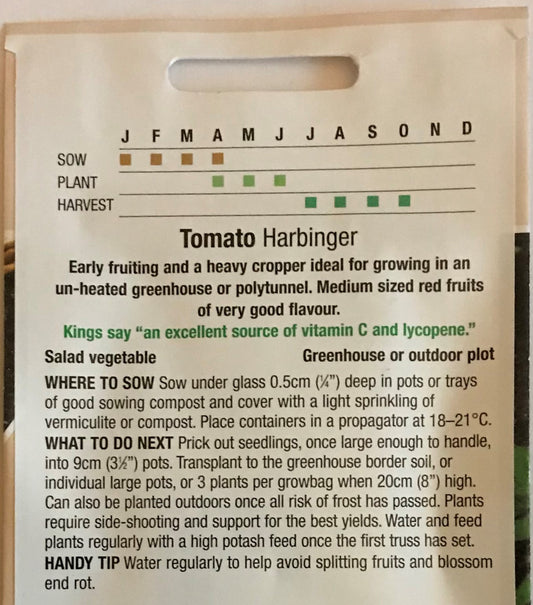 J F M A M J J A S O N D
SOW
PLANT
HARVEST
Tomato Harbinger
Early fruiting and a heavy cropper ideal for growing in an
un-heated greenhouse or polytunnel. Medium sized red fruits
of very good flavour.
Kings say “an excellent source of vitamin C and lycopene.”
Salad vegetable Greenhouse or outdoor plot
WHERE TO SOW Sow under glass 0.5cm (¼”) deep in pots or trays
of good sowing compost and cover with a light sprinkling of
vermiculite or compost. Place containers in a propagator at 18–21°C.
WHAT TO DO NEXT Prick out seedlings, once large enough to handle,
into 9cm (3½”) pots. Transplant to the greenhouse border soil, or
individual large pots, or 3 plants per growbag when 20cm (8”) high.
Can also be planted outdoors once all risk of frost has passed. Plants
require side-shooting and support for the best yields. Water and feed
plants regularly with a high potash feed once the first truss has set.
HANDY TIP Water regularly to help avoid splitting fruits and blossom
end rot.